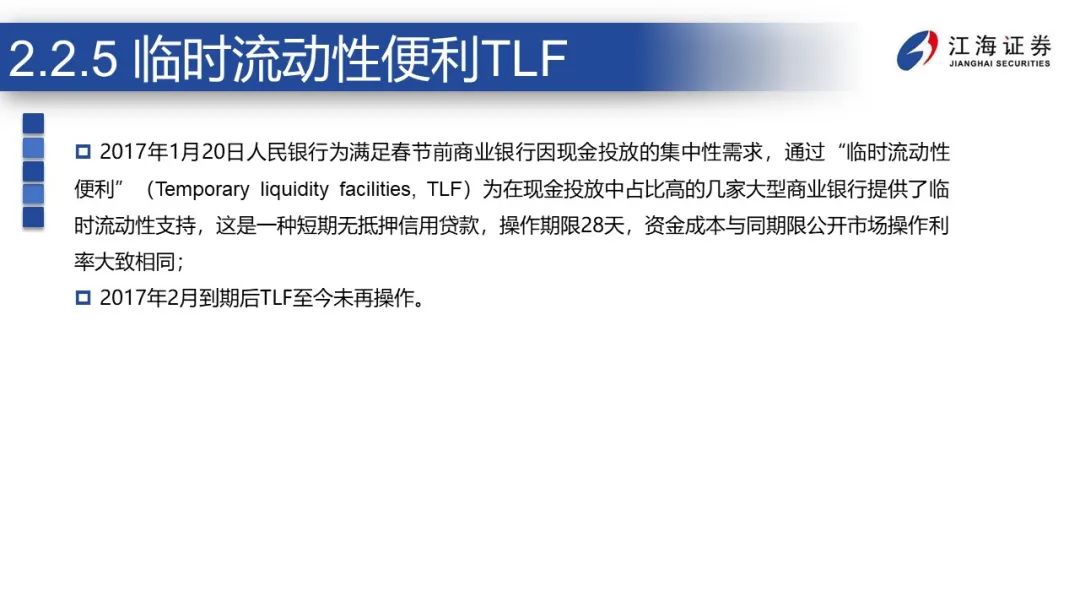 2.2.5 临时流动性便利TLF
江海证券
JIANGHAI SECURITIES
2017年1月20日人民银行为满足春节前商业银行因现金投放的集中性需求，通过“临时流动性
便利”（Temporary liquidity facilities, TLF）为在现金投放中占比高的几家大型商业银行提供了临
时流动性支持，这是一种短期无抵押信用贷款，操作期限28天，资金成本与同期限公开市场操作利
率大致相同；
2017年2月到期后TLF至今未再操作。